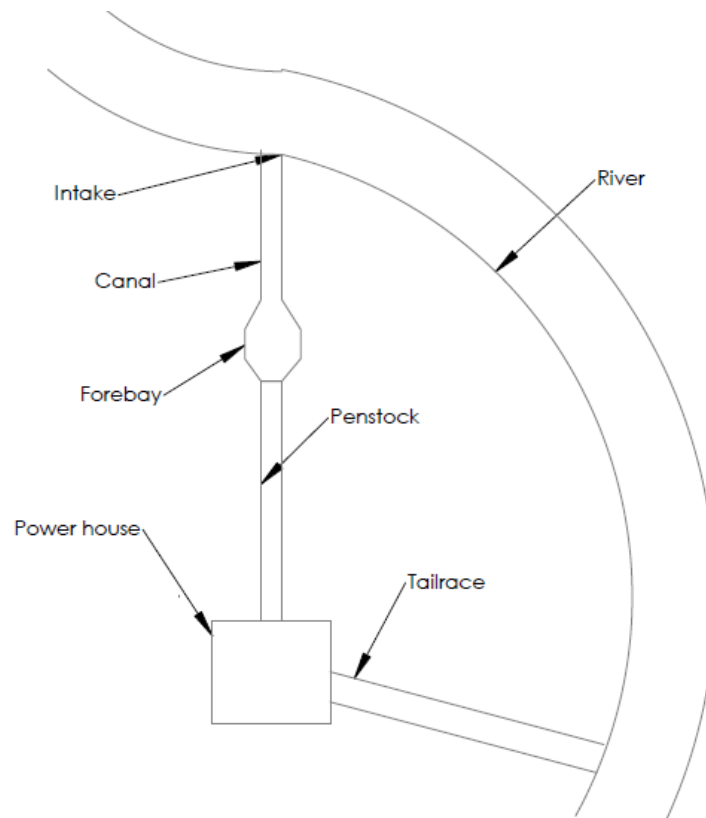 Intake
River
Canal
Forebay
Penstock
Power house
Tailrace